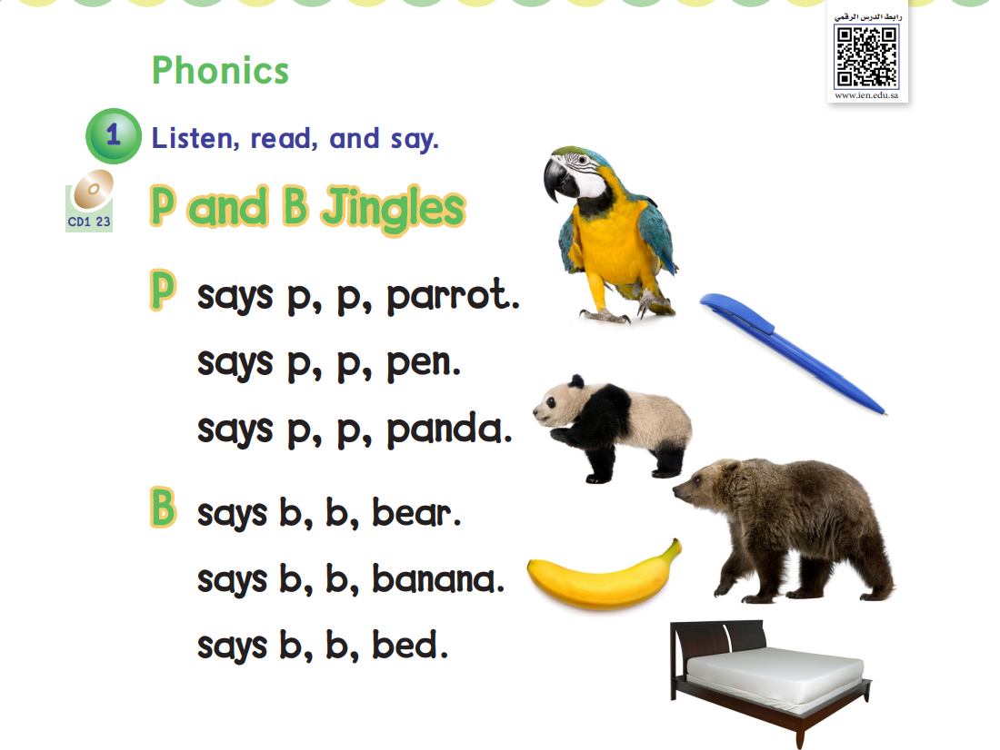 رابط الدرس الرقمي
www.ien.edu.sa
Phonics
1 Listen, read, and say.
CD1 23
P and B Jingles
P says p, p, parrot.
says p, p, pen.
says p, p, panda.
B says b, b, bear.
says b, b, banana.
says b, b, bed.